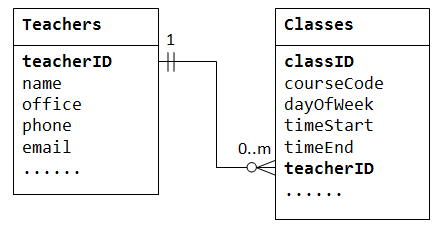 Teachers
teacherID
name
office
phone
email
......
1
0..m
Classes
classID
courseCode
dayOfWeek
timeStart
timeEnd
teacherID
......